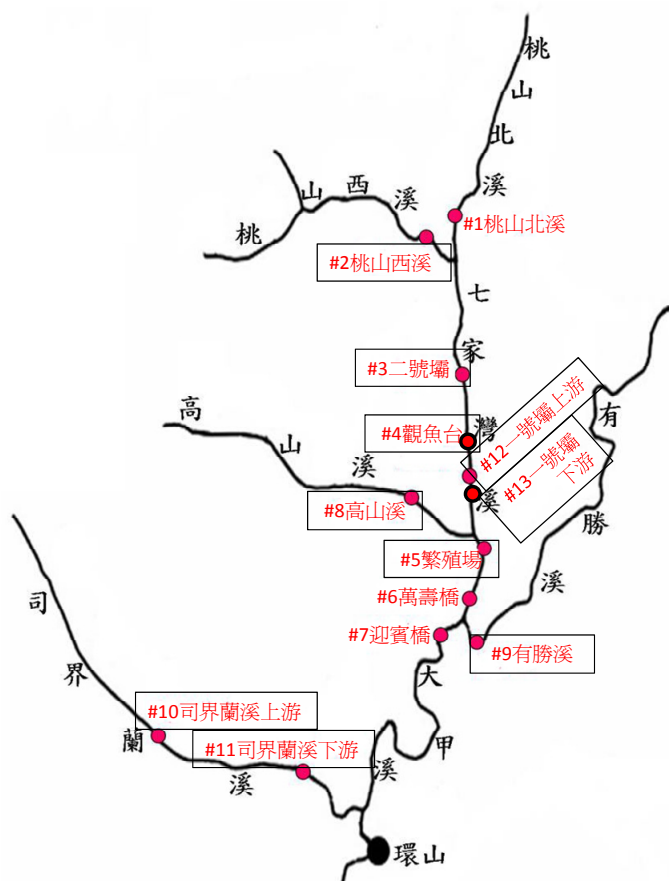 桃山北溪
桃山西溪
#1桃山北溪
#2桃山西溪
七家灣溪
#3二號壩
#4觀魚台
#12一號壩上游
#13一號壩
下游
有勝溪
高山溪
#8高山溪
#5繁殖場
#6萬壽橋
#7迎賓橋
#9有勝溪
司界蘭溪
大甲溪
#10司界蘭溪上游
#11司界蘭溪下游
環山